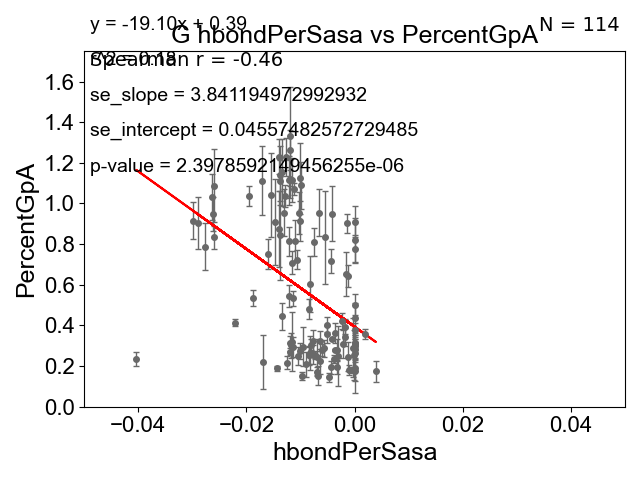 y = -19.10x + 0.39
N = 114
G hbondPerSasa vs PercentGpA
Spearman r = -0.46
se_slope = 3.841194972992932
se_intercept = 0.04557482572729485
p-value = 2.3978592149456255e-06
PercentGpA
1.6
1.4
1.2
1.0
0.8
0.6
0.4
0.2
0.0
−0.04
−0.02
0.00
0.02
0.04
hbondPerSasa